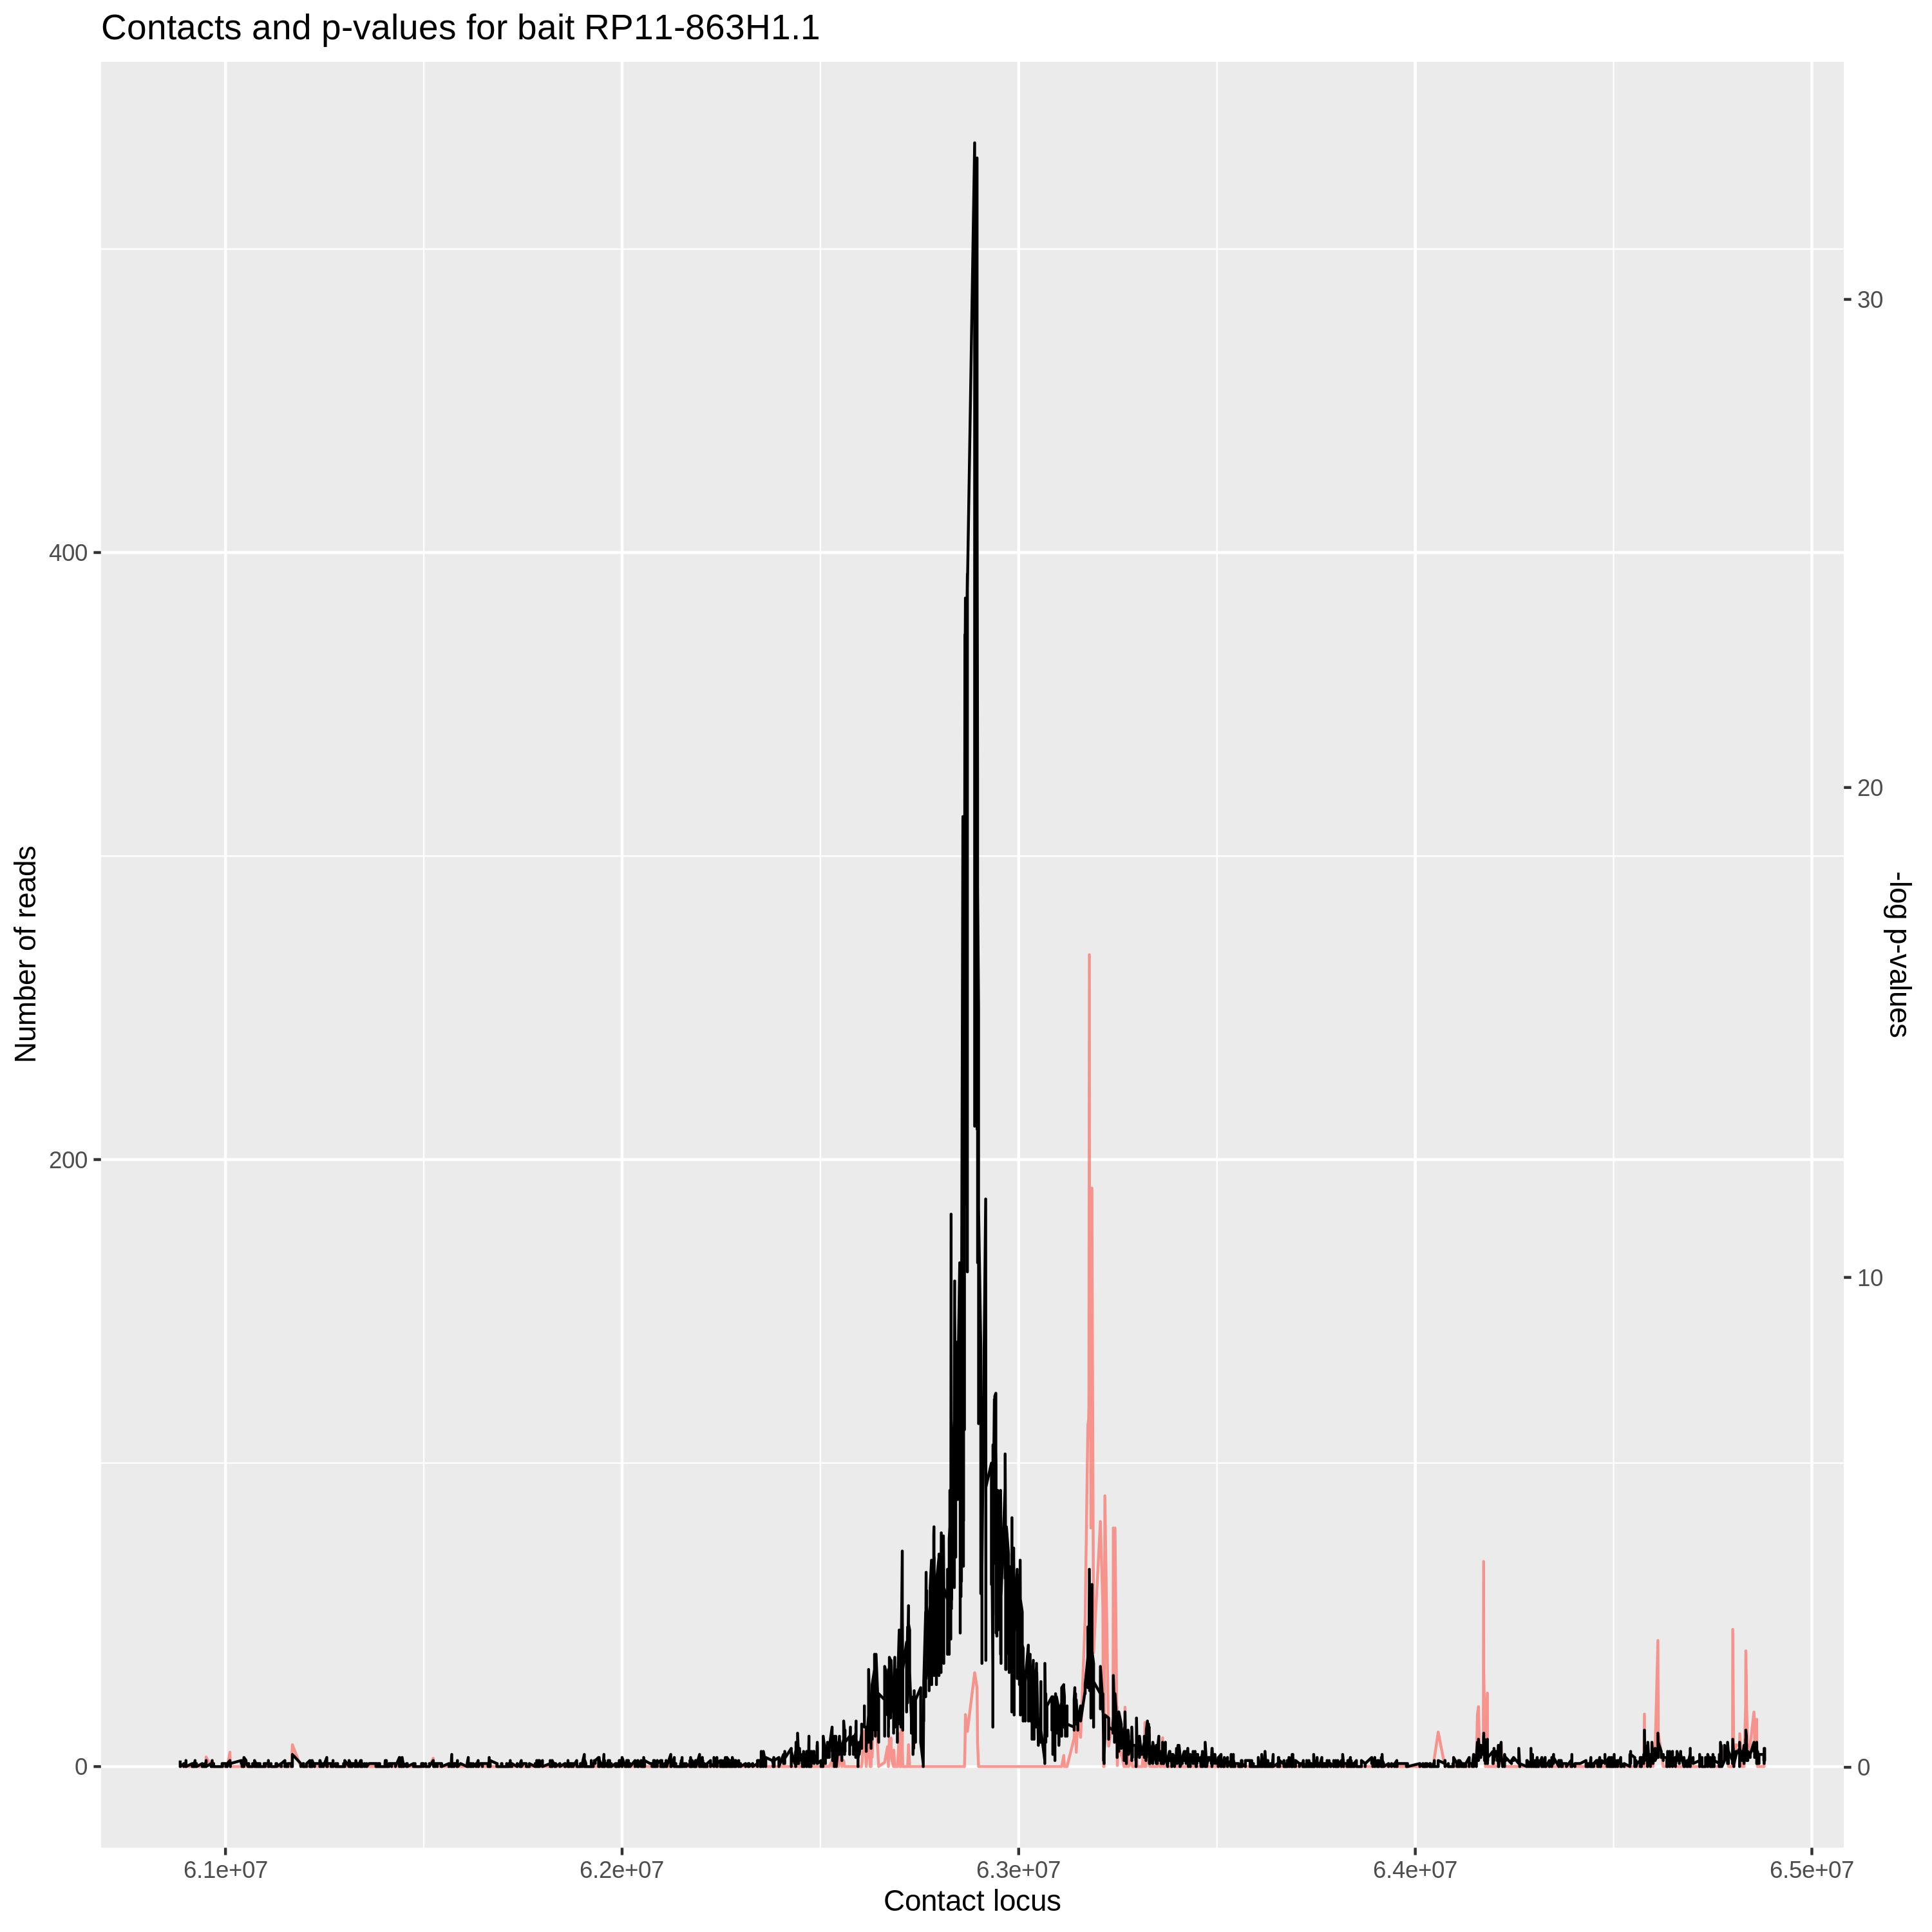 Contacts and p-values for bait RP11-863H1.1
400
200
0
Number of reads
30
20
10
0
-log p-values
6.1e+07
6.2e+07
6.3e+07
6.4e+07
6.5e+07
Contact locus